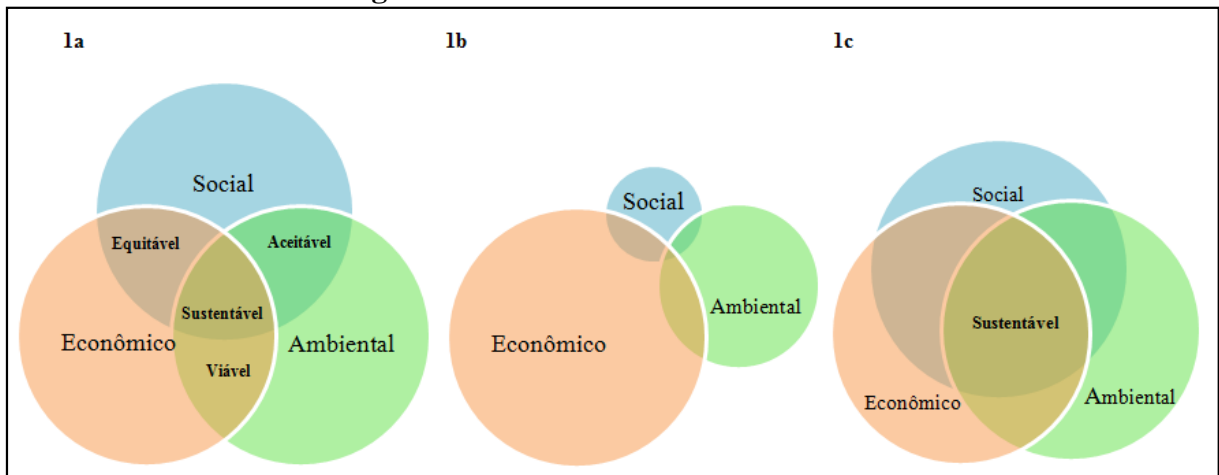 1a
Social
Equitável
Aceitável
Sustentável
Econômico
Ambiental
Viável
1b
Social
Ambiental
Econômico
1c
Social
Sustentável
Econômico
Ambiental